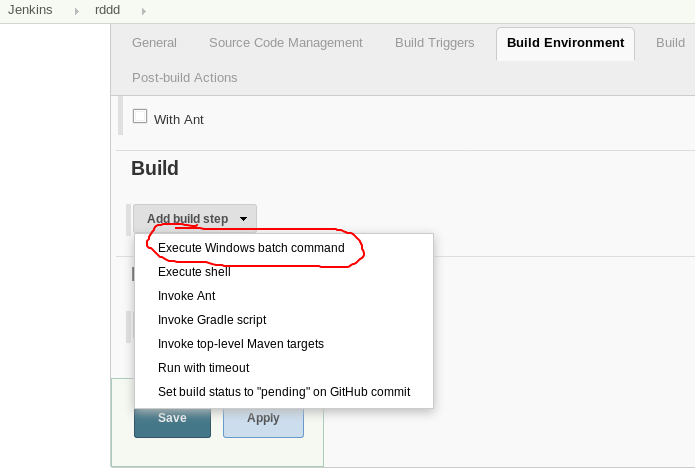 Jenkins rddd
General Source Code Management Build Triggers Build Environment Build
Post-build Actions
With Ant
Build
Add build step
Execute Windows batch command
Execute shell
Invoke Ant
Invoke Gradle script
Invoke top-level Maven targets
Run with timeout
Set build status to "pending" on GitHub commit
Save Apply